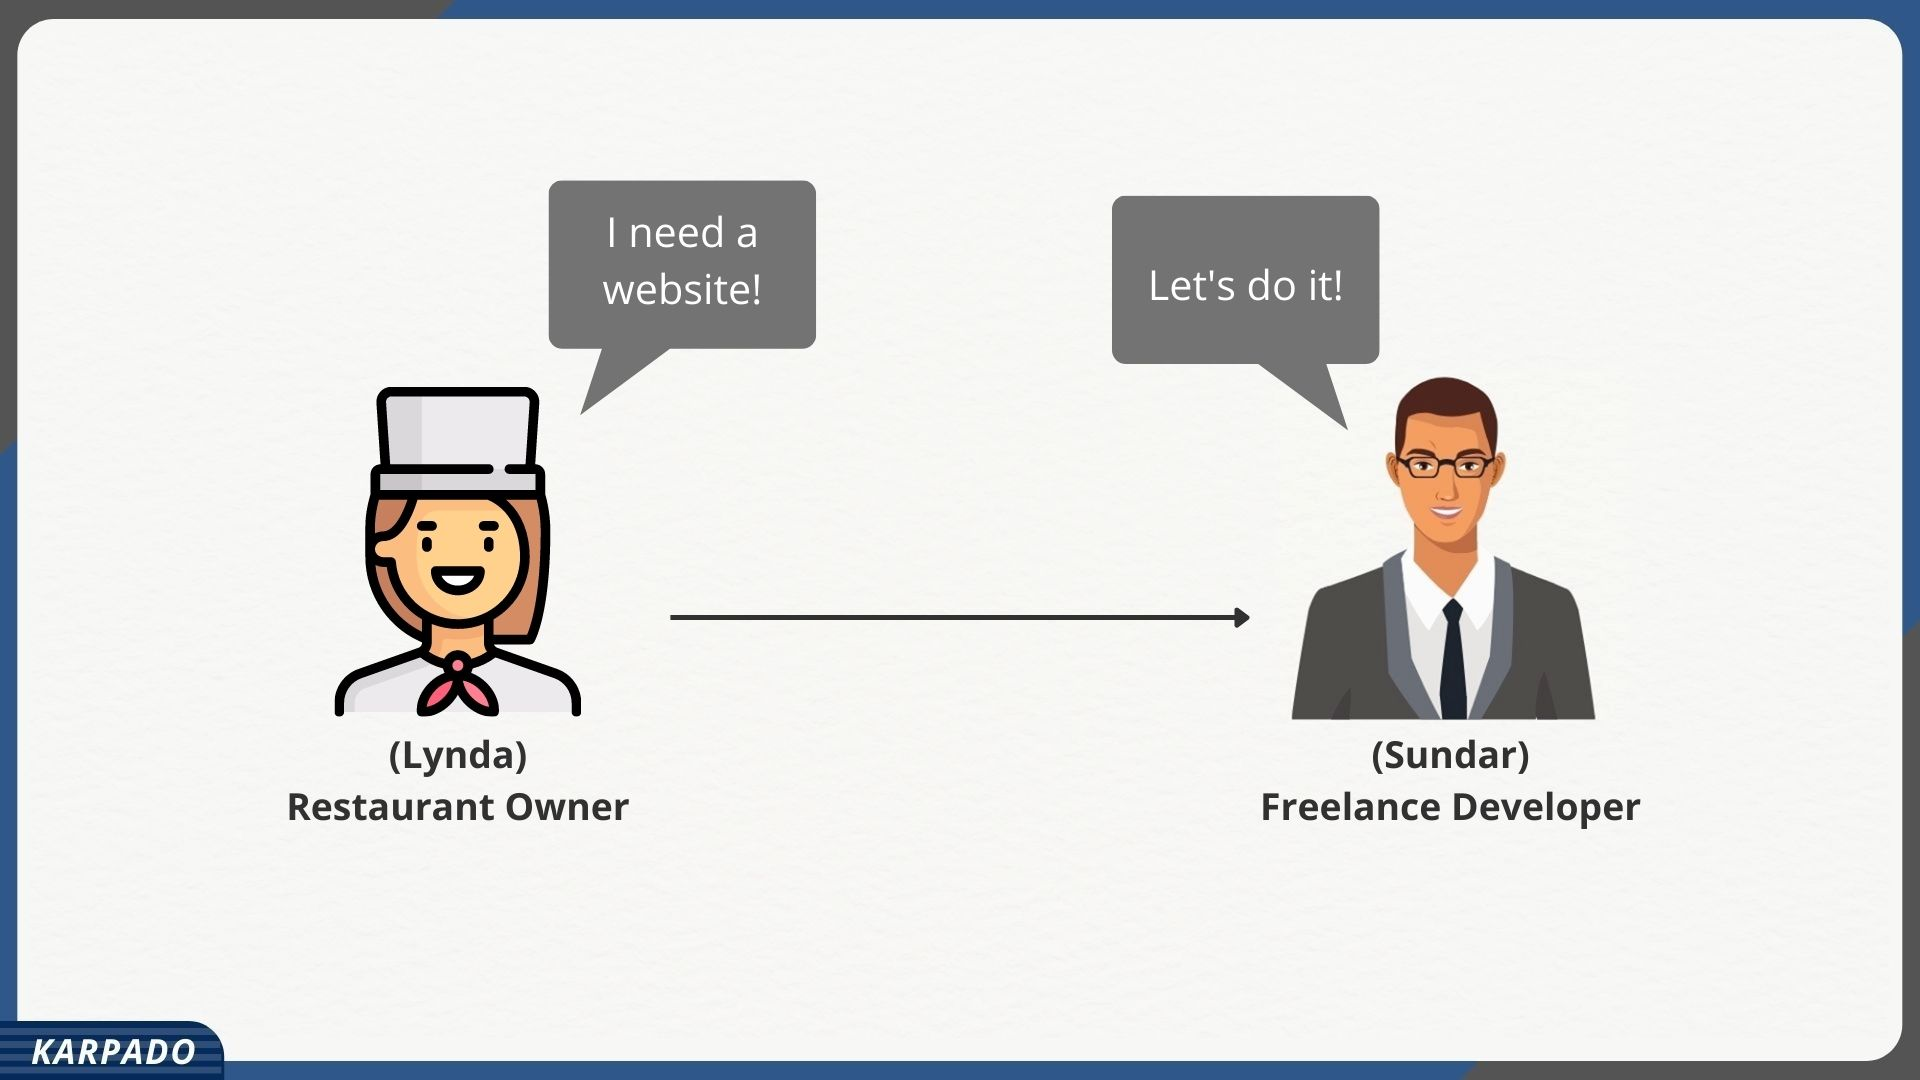 I need a
website!
Let's do it!
(Lynda)
Restaurant Owner
(Sundar)
Freelance Developer
KARPADO